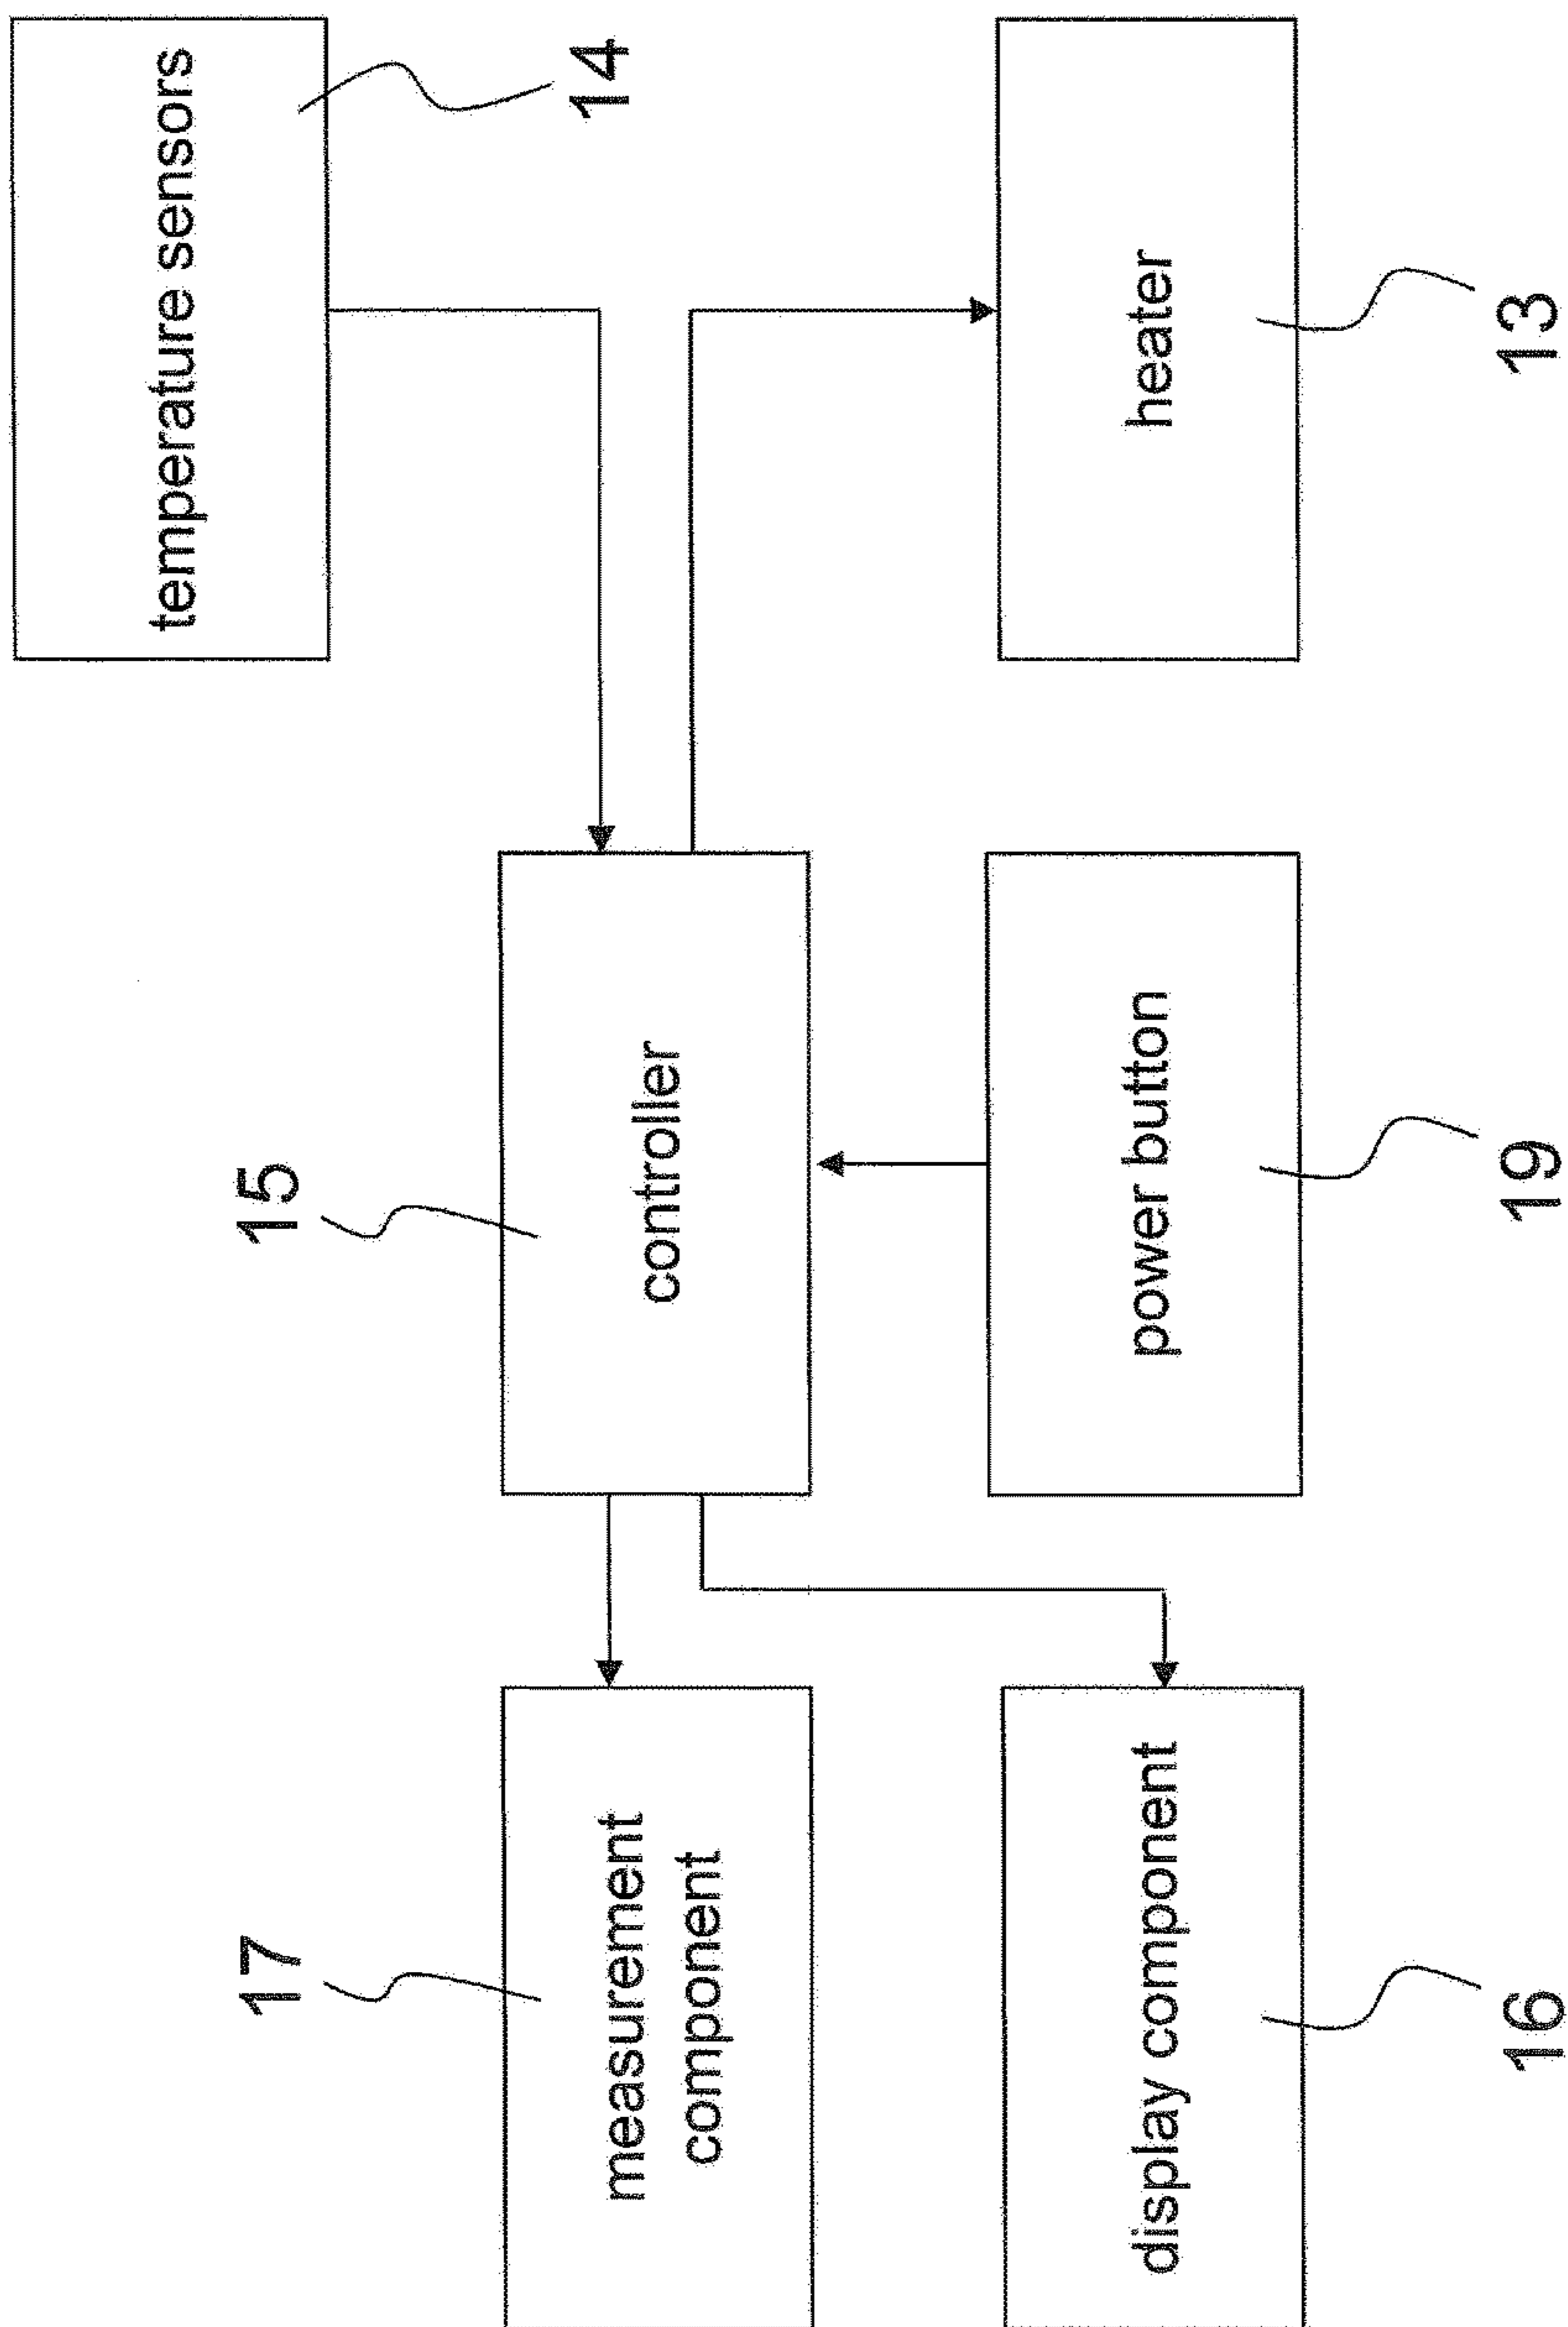 temperature sensors
14
17
15
measurement
component
controller
display component
power button
heater
16
19
13